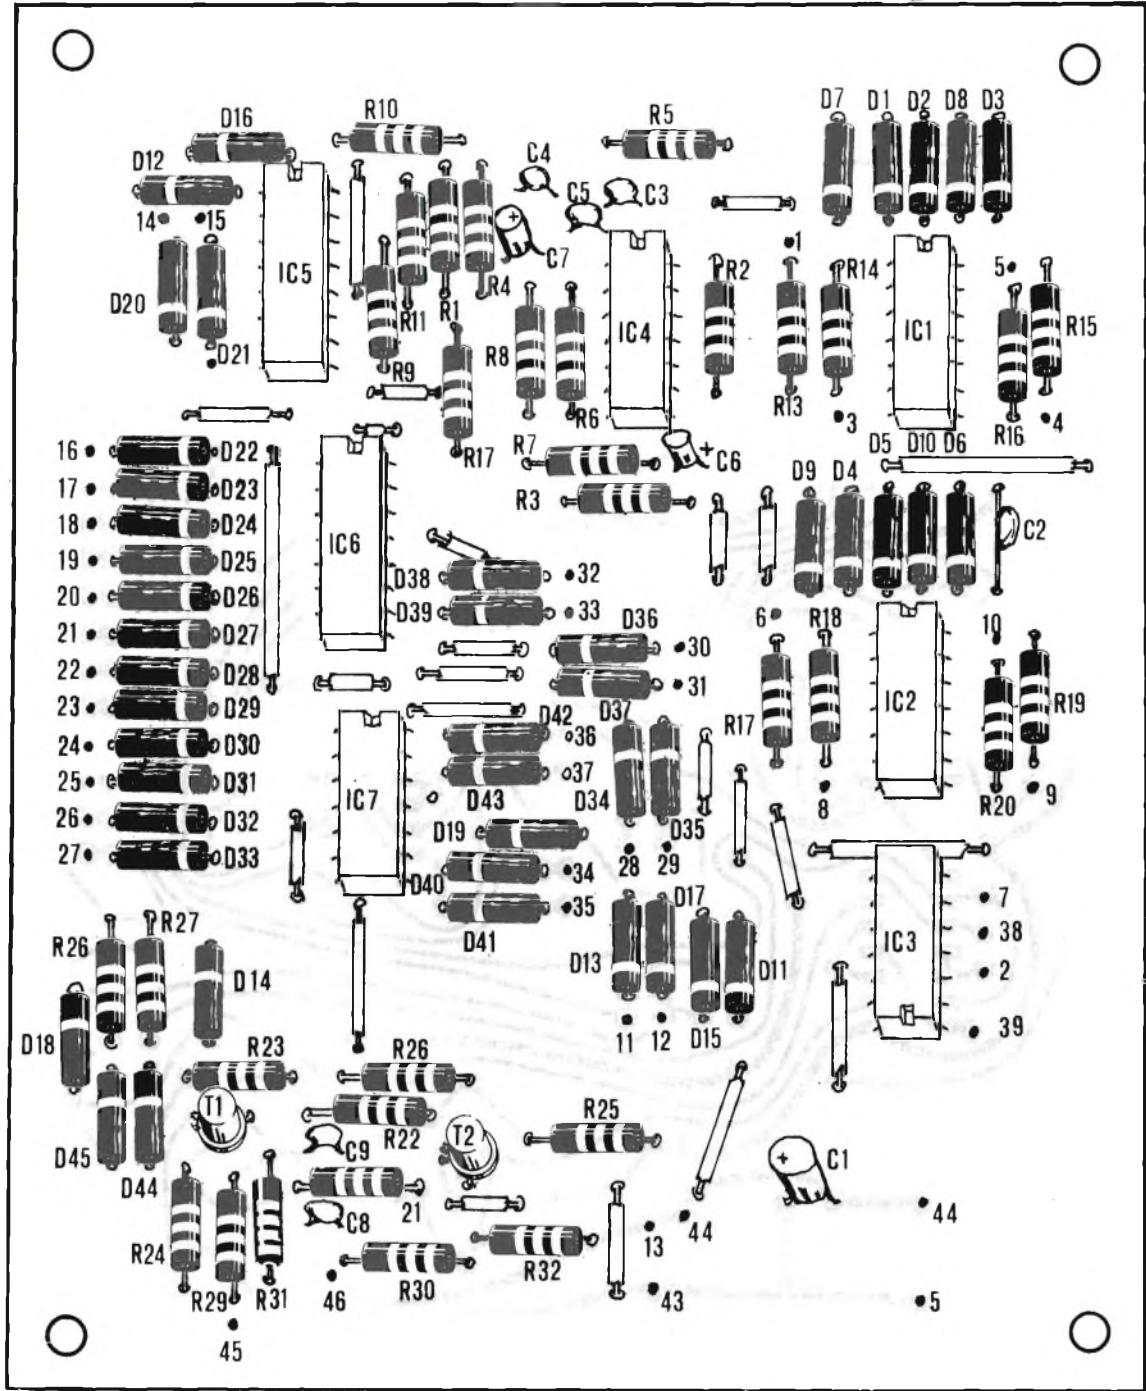 D7 D1 D2 D8 D3
D16 R10 R5
D12 C4 C5 C3
14 15 + C7
1
D20 IC5 R11 R1 R4 R2 R14 5
D21 R9 R8 IC4 IC1 R15
R6 R13 3 R16 4
16 D22 R17 R7 + C6 D5 D10 D6
17 D23 R3 D9 D4
18 D24 IC6 C2
19 D25 D38 32
20 D26 D39 33
21 D27 D36 6 R18 10
22 D28 30
23 D29 D37 31 R17 IC2 R19
24 D30 D42 36
25 D31 IC7 D43 37 D34 8 R20 9
26 D32 D19 D35
27 D33 D40 34 28 29
R27 35 D17 7
R26 D14 D41 D13 D11 IC3 38
2
D18 11 12 D15 39
R23 R26
T1 R22 T2 R25
D45 C9 + C1
D44 21 44
R24 C8 13 44
R29 R31 46 R30 R32 43 5
45